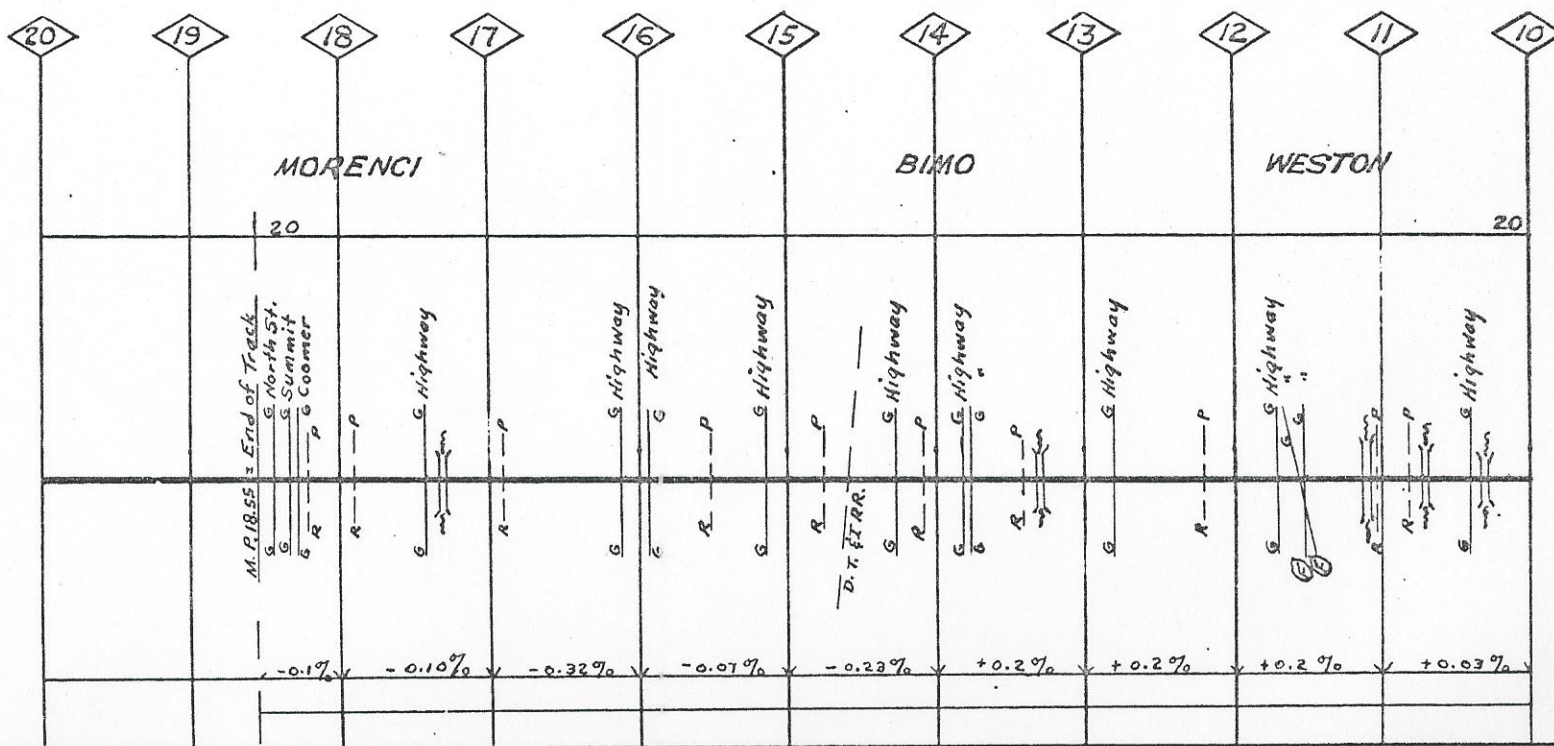 20 19 18 17 16 15 14 13 12 11 10
MORENCI BIMO WESTON
20 20
M.P. 18.55 = End of Track
G North St. G
G Summit G
G Coomer G
P R
P R
G Highway G
P R
G Highway G
G Highway G
P R
G Highway G
P R
D.T. & I RR.
G Highway G
P R
G Highway G
G " G
P R
G Highway G
P R
G Highway G
G "
G "
E E
P R
P R
G Highway G
-0.1% -0.10% -0.32% -0.07% -0.23% +0.2% +0.2% +0.2% +0.03%